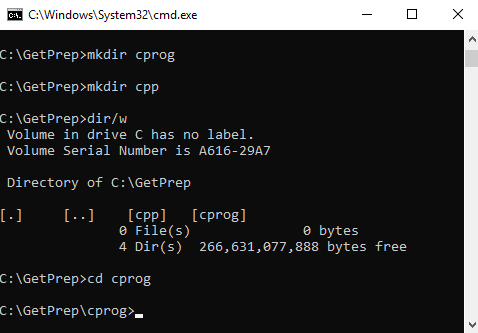 C:\Windows\System32\cmd.exe
C:\GetPrep>mkdir cprog
C:\GetPrep>mkdir cpp
C:\GetPrep>dir/w
Volume in drive C has no label.
Volume Serial Number is A616-29A7
Directory of C:\GetPrep
[.] [..] [cpp] [cprog]
0 File(s) 0 bytes
4 Dir(s) 266,631,077,888 bytes free
C:\GetPrep>cd cprog
C:\GetPrep\cprog>